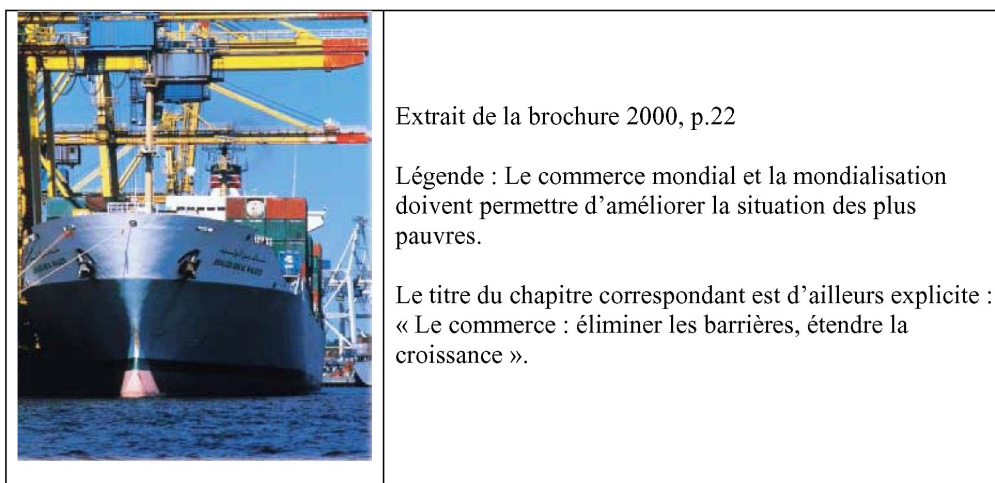 Extrait de la brochure 2000, p.22
Légende : Le commerce mondial et la mondialisation
doivent permettre d’améliorer la situation des plus
pauvres.
Le titre du chapitre correspondant est d’ailleurs explicite :
« Le commerce : éliminer les barrières, étendre la
croissance ».